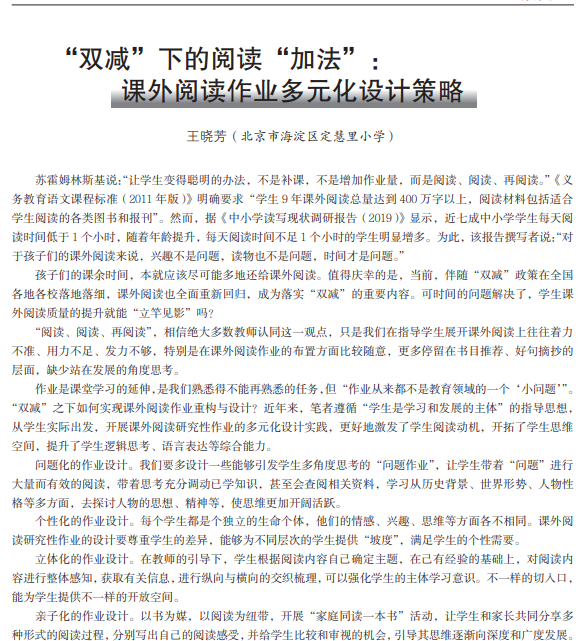 “双减”下的阅读“加法”：
课外阅读作业多元化设计策略
王晓芳（北京市海淀区定慧里小学）
苏霍姆林斯基说：“让学生变得聪明的办法，不是补课，不是增加作业量，而是阅读、阅读、再阅读。”《义
务教育语文课程标准（2011年版）》明确要求“学生9年课外阅读总量达到400万字以上，阅读材料包括适合
学生阅读的各类图书和报刊”。然而，据《中小学读写现状调研报告（2019）》显示，近七成中小学学生每天阅
读时间低于1个小时，随着年龄提升，每天阅读时间不足1个小时的学生明显增多。为此，该报告撰写者说：“对
于孩子们的课外阅读来说，兴趣不是问题，读物也不是问题，时间才是问题。”
孩子们的课余时间，本就应该尽可能多地还给课外阅读。值得庆幸的是，当前，伴随“双减”政策在全国
各地各校落地落细，课外阅读也全面重新回归，成为落实“双减”的重要内容。可时间的问题解决了，学生课
外阅读质量的提升就能“立竿见影”吗？
“阅读、阅读、再阅读”，相信绝大多数教师认同这一观点，只是我们在指导学生展开课外阅读上往往着力
不准、用力不足、发力不够，特别是在课外阅读作业的布置方面比较随意，更多停留在书目推荐、好句摘抄的
层面，缺少站在发展的角度思考。
作业是课堂学习的延伸，是我们熟悉得不能再熟悉的任务，但“作业从来都不是教育领域的一个‘小问题’”。
“双减”之下如何实现课外阅读作业重构与设计？近年来，笔者遵循“学生是学习和发展的主体”的指导思想，
从学生实际出发，开展课外阅读研究性作业的多元化设计实践，更好地激发了学生阅读动机，开拓了学生思维
空间，提升了学生逻辑思考、语言表达等综合能力。
问题化的作业设计。我们要多设计一些能够引发学生多角度思考的“问题作业”，让学生带着“问题”进行
大量而有效的阅读，带着思考充分调动已学知识，甚至会查阅相关资料，学习从历史背景、世界形势、人物性
格等多方面，去探讨人物的思想、精神等，使思维更加开阔活跃。
个性化的作业设计。每个学生都是个独立的生命个体，他们的情感、兴趣、思维等方面各不相同。课外阅
读研究性作业的设计要尊重学生的差异，能够为不同层次的学生提供“坡度”，满足学生的个性需要。
立体化的作业设计。在教师的引导下，学生根据阅读内容自己确定主题，在己有经验的基础上，对阅读内
容进行整体感知，获取有关信息，进行纵向与横向的交织梳理，可以强化学生的主体学习意识。不一样的切入口，
能为学生提供不一样的开放空间。
亲子化的作业设计。以书为媒，以阅读为纽带，开展“家庭同读一本书”活动，让学生和家长共同分享多
种形式的阅读过程，分别写出自己的阅读感受，并给学生比较和审视的机会，引导其思维逐渐向深度和广度发展。